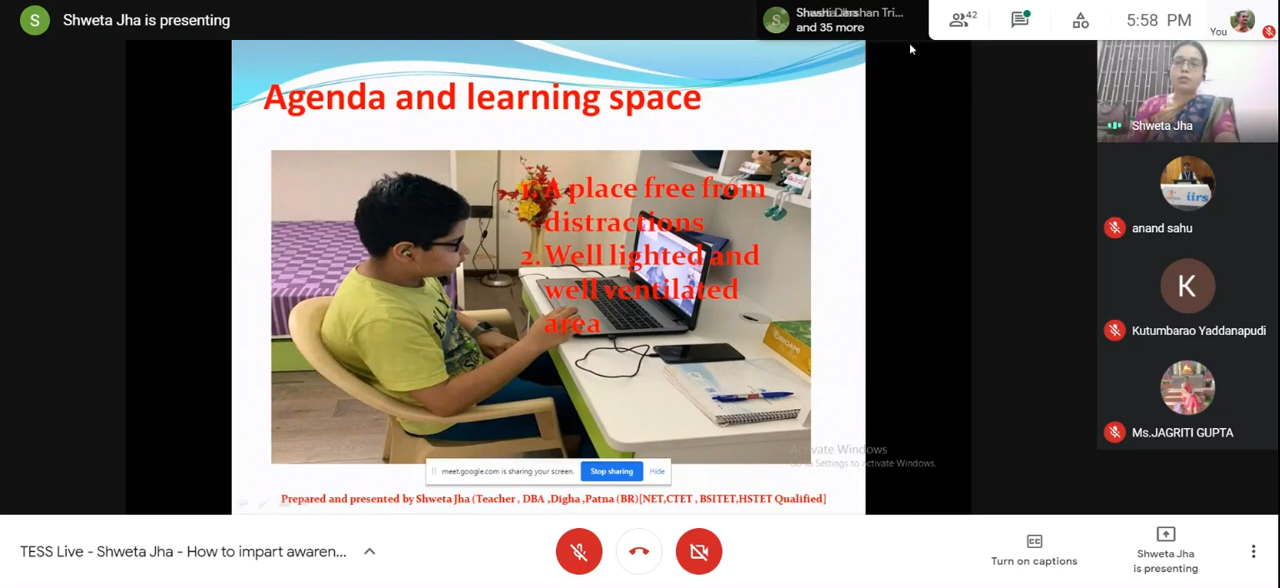 S Shweta Jha is presenting
and 35 more
42
5:58 PM
You
Agenda and learning space
1. A place free from
distractions
2. Well lighted and
well ventilated
area
ORIGAMI
meet.google.com is sharing your screen. Stop sharing Hide
Activate Windows
Go to Settings to activate Windows.
Prepared and presented by Shweta Jha (Teacher , DBA ,Digha ,Patna (BR)[NET,CTET , BSITET,HSTET Qualified]
Shweta Jha
iirs
anand sahu
K
Kutumbarao Yaddanapudi
Ms.JAGRITI GUPTA
TESS Live - Shweta Jha - How to impart awaren...
CC
Turn on captions
Shweta Jha
is presenting